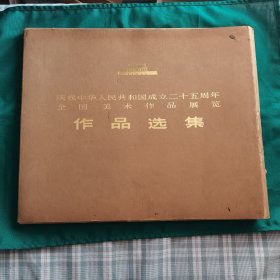 庆祝中华人民共和国成立二十五周年
全国美术作品展览
作品选集